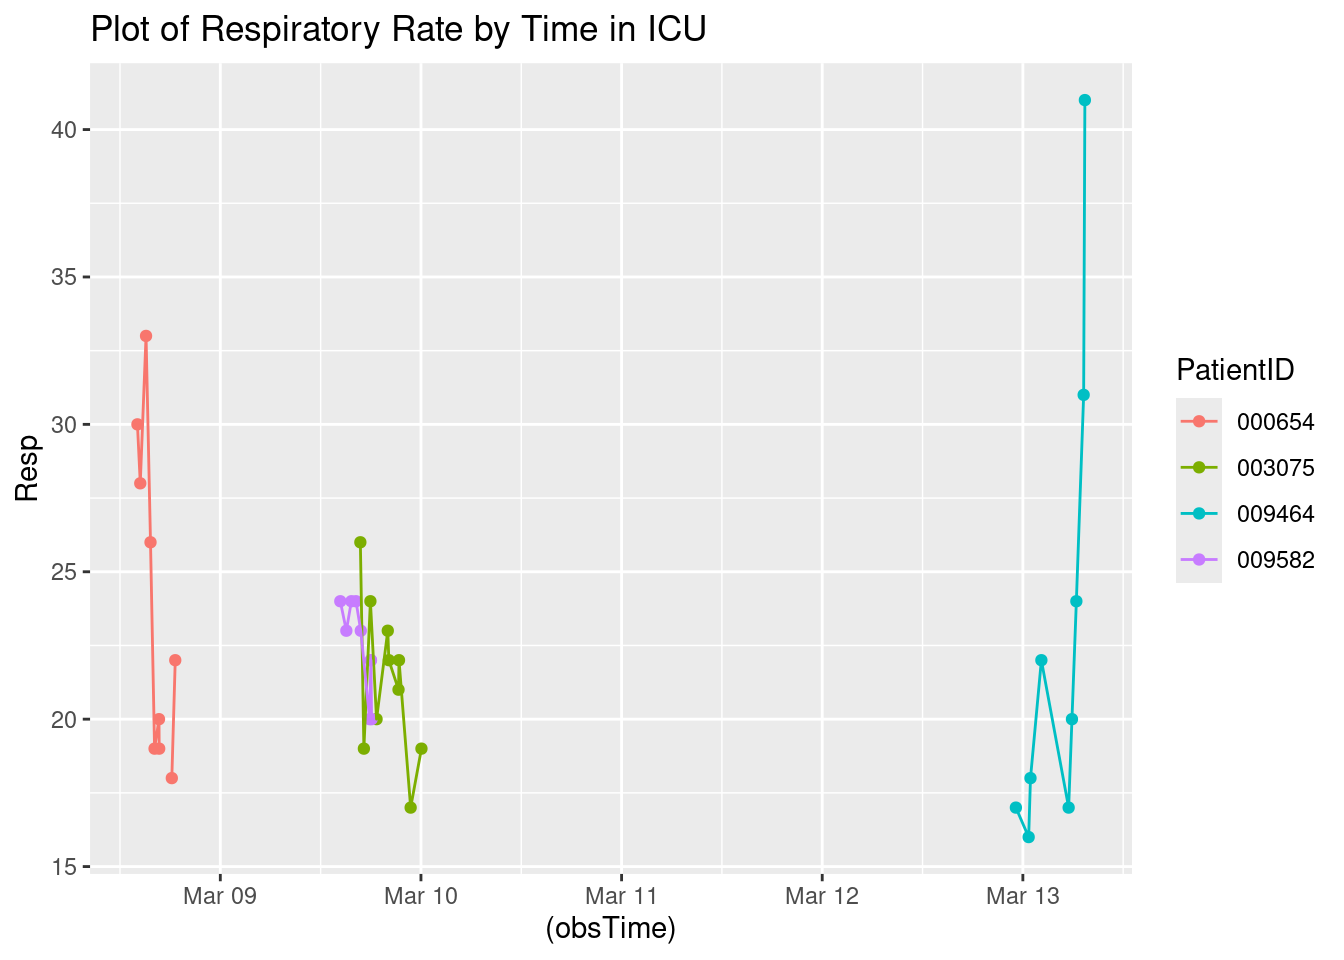 Plot of Respiratory Rate by Time in ICU
40
35
30
25
20
15
Resp
Mar 09
Mar 10
Mar 11
Mar 12
Mar 13
(obsTime)
PatientID
000654
003075
009464
009582